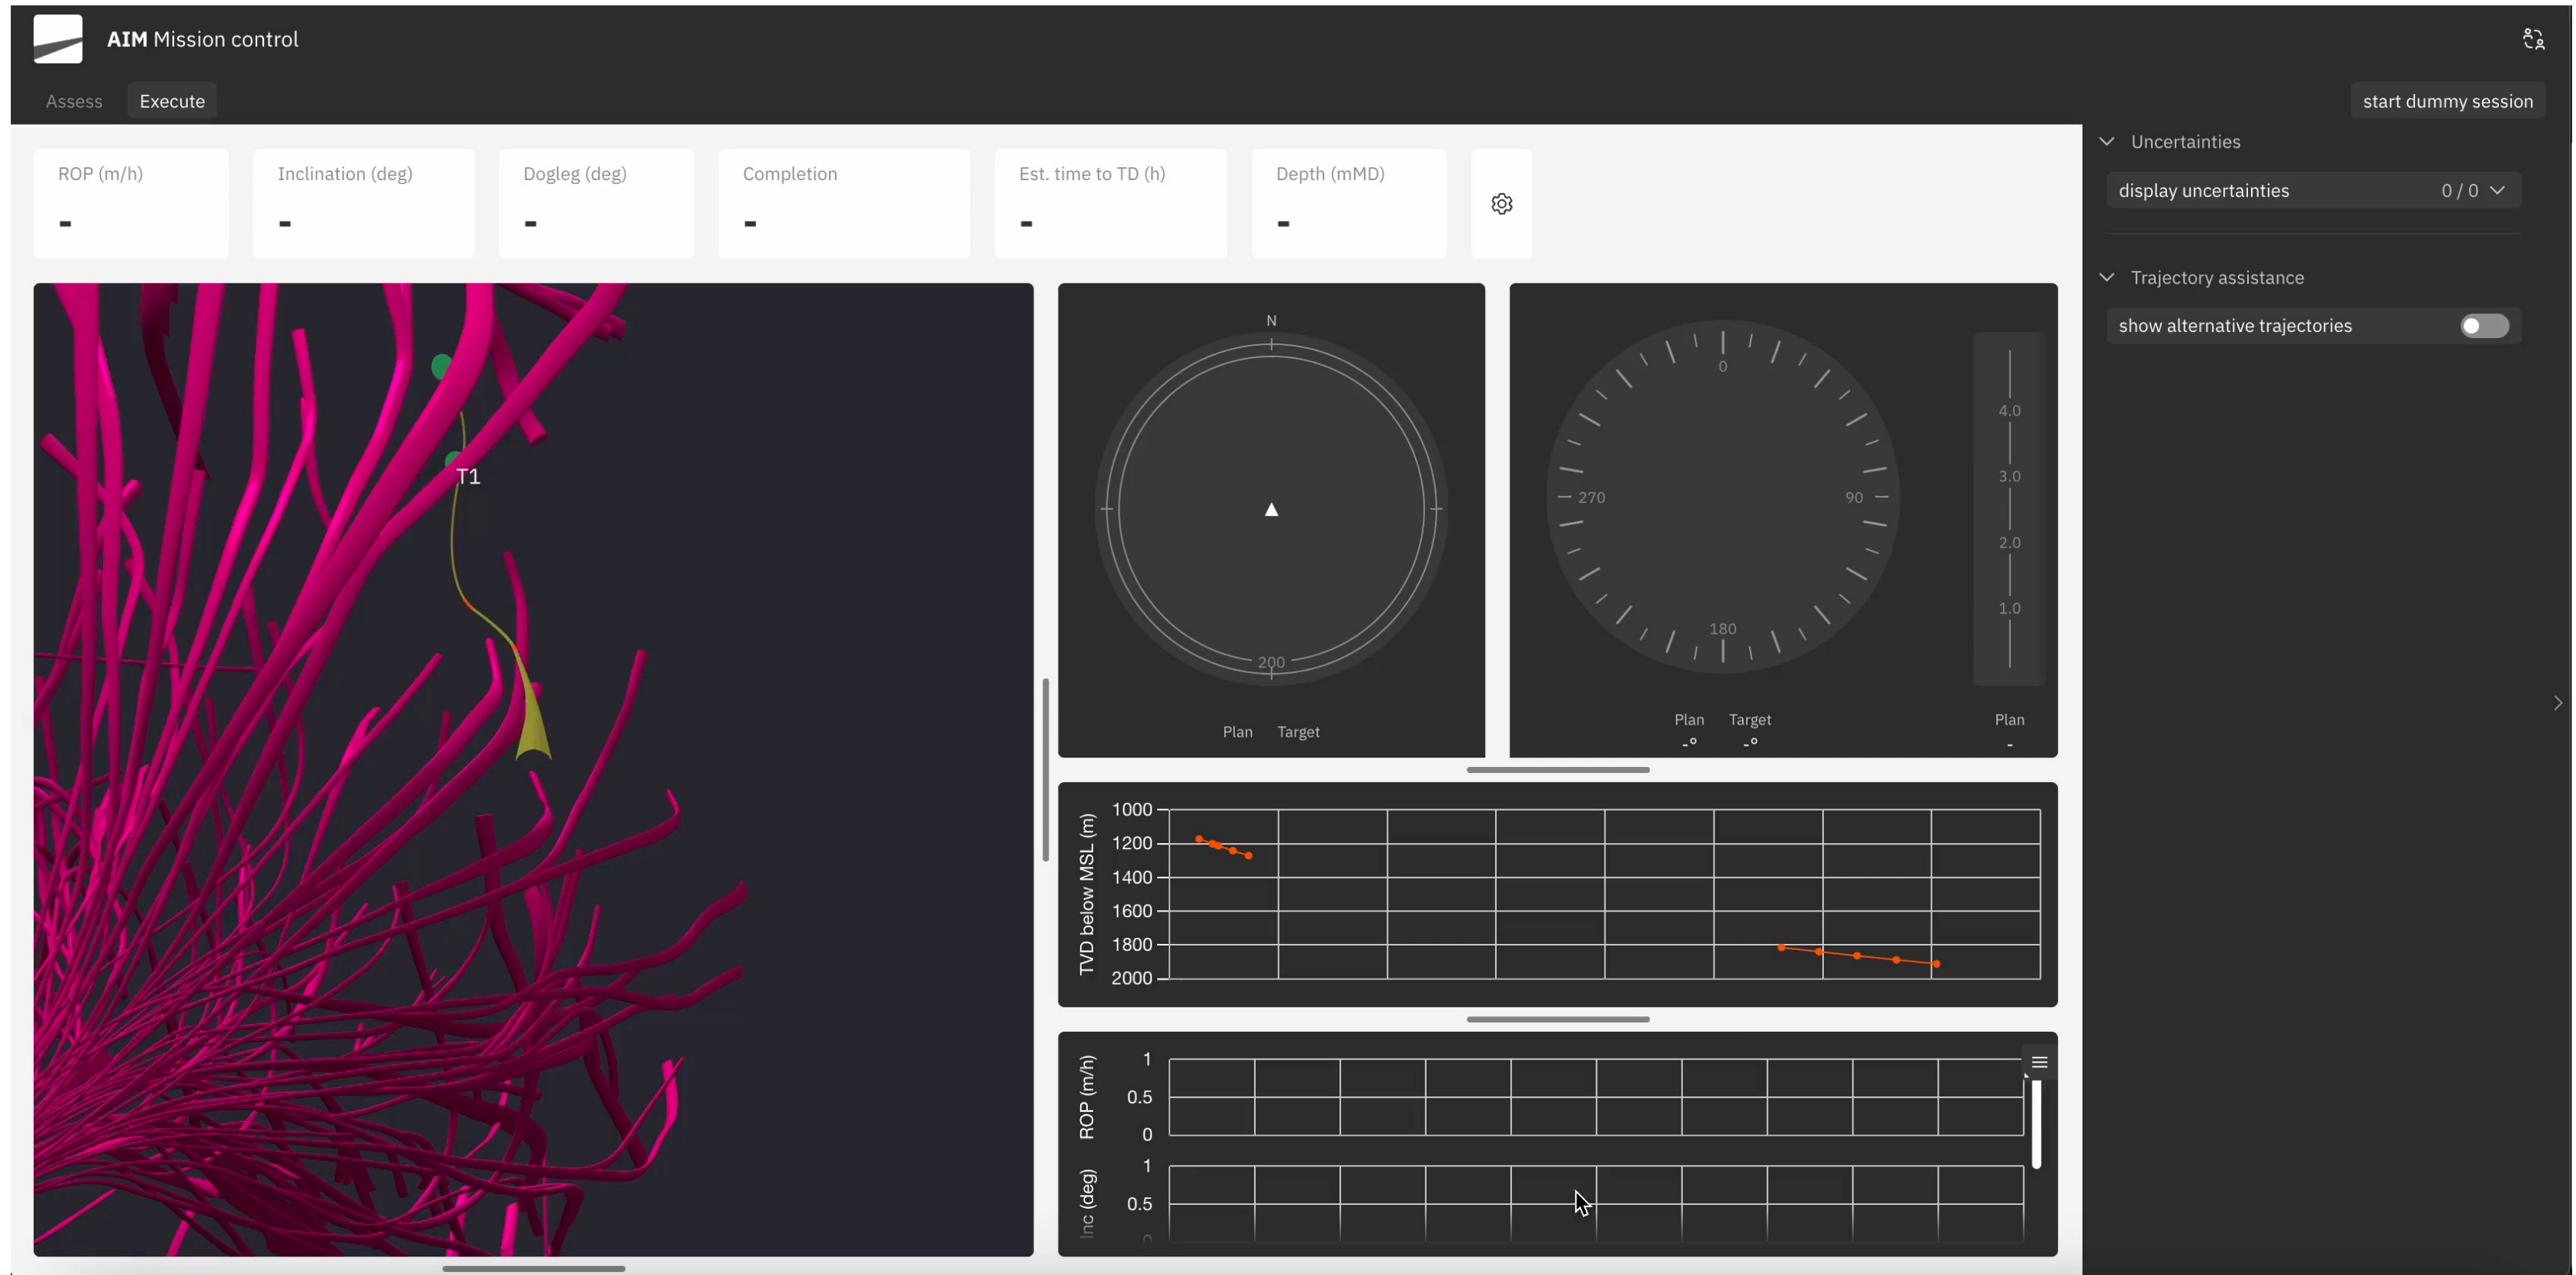 AIM Mission control
Assess Execute start dummy session
ROP (m/h) Inclination (deg) Dogleg (deg) Completion Est. time to TD (h) Depth (mMD)
- - - - - -
Uncertainties
display uncertainties 0 / 0
Trajectory assistance
show alternative trajectories
T1
N
200
Plan Target
0
90
180
270
4.0
3.0
2.0
1.0
Plan Target Plan
-° -° -
TVD below MSL (m)
1000
1200
1400
1600
1800
2000
ROP (m/h)
1
0.5
0
Inc (deg)
1
0.5
0